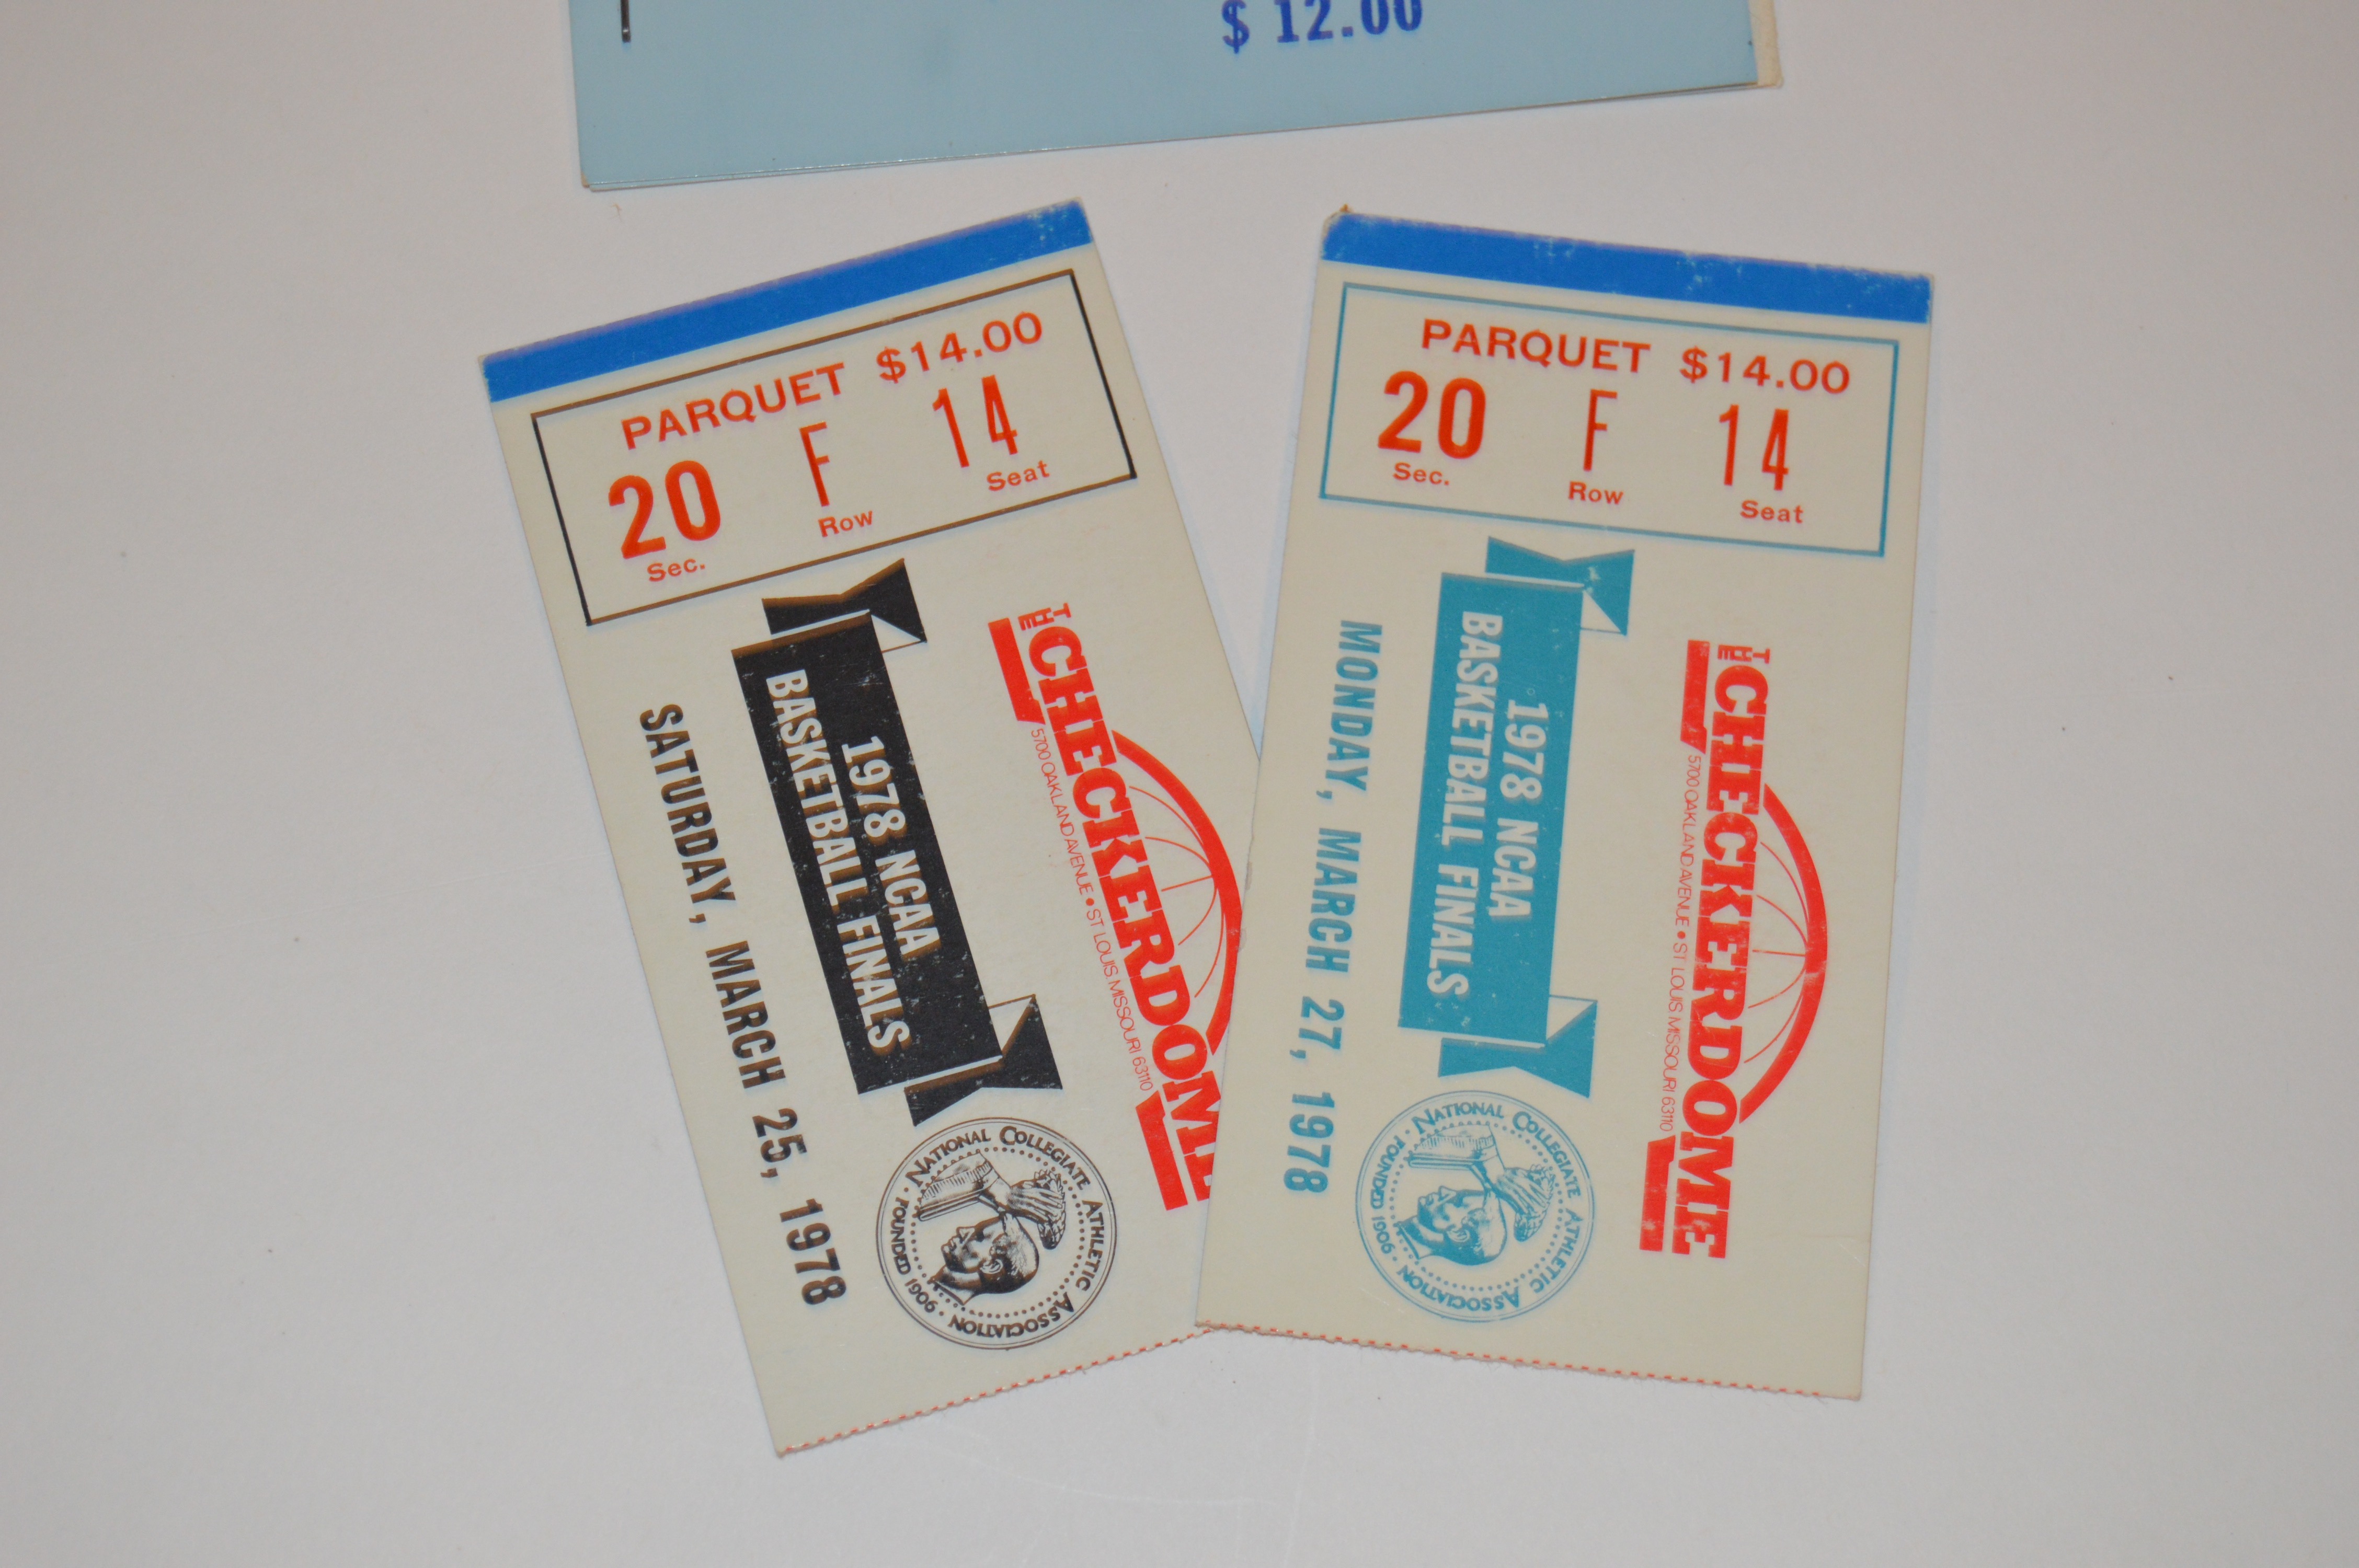 $ 12.00
PARQUET $14.00
20 F 14
Sec. Row Seat
THE CHECKERDOME
5700 OAKLAND AVENUE • ST LOUIS MISSOURI 63110
1978 NCAA
BASKETBALL FINALS
SATURDAY, MARCH 25, 1978
NATIONAL COLLEGIATE ATHLETIC ASSOCIATION • FOUNDED 1906 •
PARQUET $14.00
20 F 14
Sec. Row Seat
THE CHECKERDOME
5700 OAKLAND AVENUE • ST LOUIS MISSOURI 63110
1978 NCAA
BASKETBALL FINALS
MONDAY, MARCH 27, 1978
NATIONAL COLLEGIATE ATHLETIC ASSOCIATION • FOUNDED 1906 •